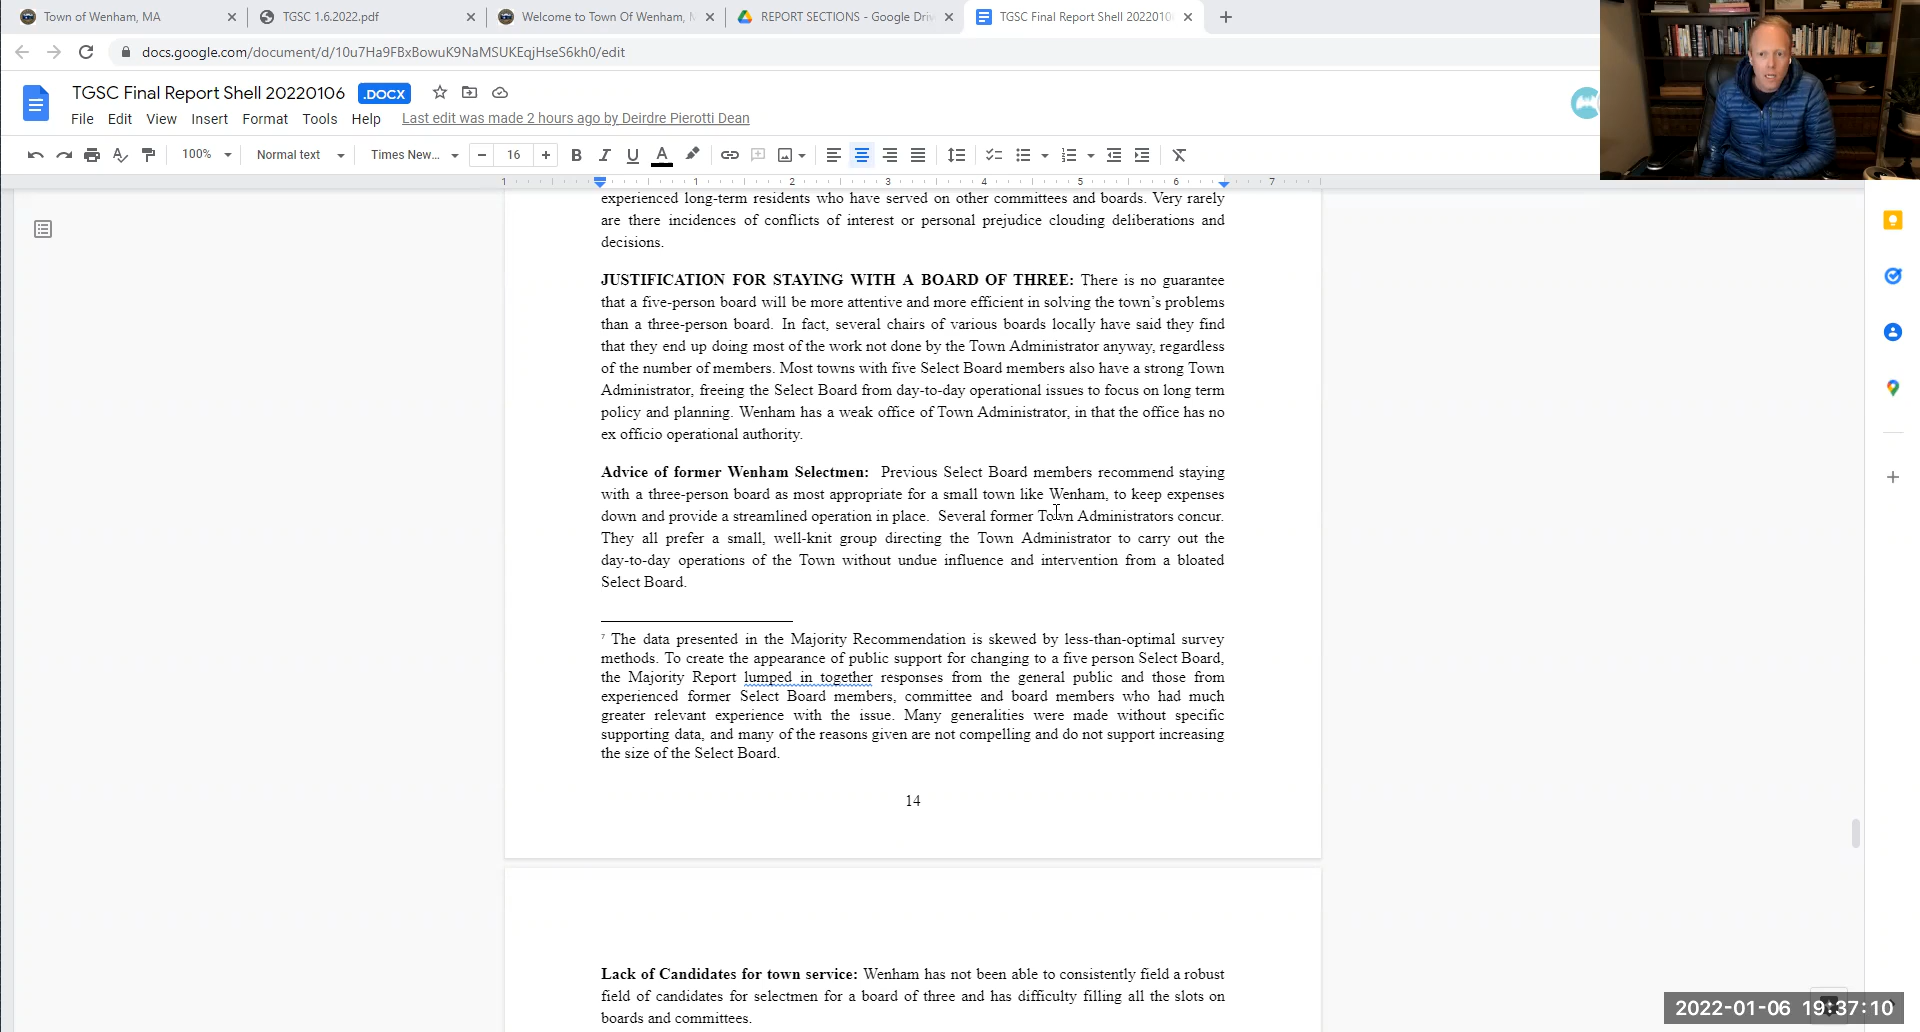 Town of Wenham, MA
TGSC 1.6.2022.pdf
Welcome to Town Of Wenham,
REPORT SECTIONS - Google Driv
TGSC Final Report Shell 2022010
docs.google.com/document/d/10u7Ha9FBxBowuK9NaMSUKEqjHseS6kh0/edit
TGSC Final Report Shell 20220106 .DOCX
File Edit View Insert Format Tools Help Last edit was made 2 hours ago by Deirdre Pierotti Dean
100% Normal text Times New... 16
1 1 2 3 4 5 6 7
experienced long-term residents who have served on other committees and boards. Very rarely
are there incidences of conflicts of interest or personal prejudice clouding deliberations and
decisions.
JUSTIFICATION FOR STAYING WITH A BOARD OF THREE: There is no guarantee
that a five-person board will be more attentive and more efficient in solving the town's problems
than a three-person board. In fact, several chairs of various boards locally have said they find
that they end up doing most of the work not done by the Town Administrator anyway, regardless
of the number of members. Most towns with five Select Board members also have a strong Town
Administrator, freeing the Select Board from day-to-day operational issues to focus on long term
policy and planning. Wenham has a weak office of Town Administrator, in that the office has no
ex officio operational authority.
Advice of former Wenham Selectmen: Previous Select Board members recommend staying
with a three-person board as most appropriate for a small town like Wenham, to keep expenses
down and provide a streamlined operation in place. Several former Town Administrators concur.
They all prefer a small, well-knit group directing the Town Administrator to carry out the
day-to-day operations of the Town without undue influence and intervention from a bloated
Select Board.
7 The data presented in the Majority Recommendation is skewed by less-than-optimal survey
methods. To create the appearance of public support for changing to a five person Select Board,
the Majority Report lumped in together responses from the general public and those from
experienced former Select Board members, committee and board members who had much
greater relevant experience with the issue. Many generalities were made without specific
supporting data, and many of the reasons given are not compelling and do not support increasing
the size of the Select Board.
14
Lack of Candidates for town service: Wenham has not been able to consistently field a robust
field of candidates for selectmen for a board of three and has difficulty filling all the slots on
boards and committees.
2022-01-06 19:37:10